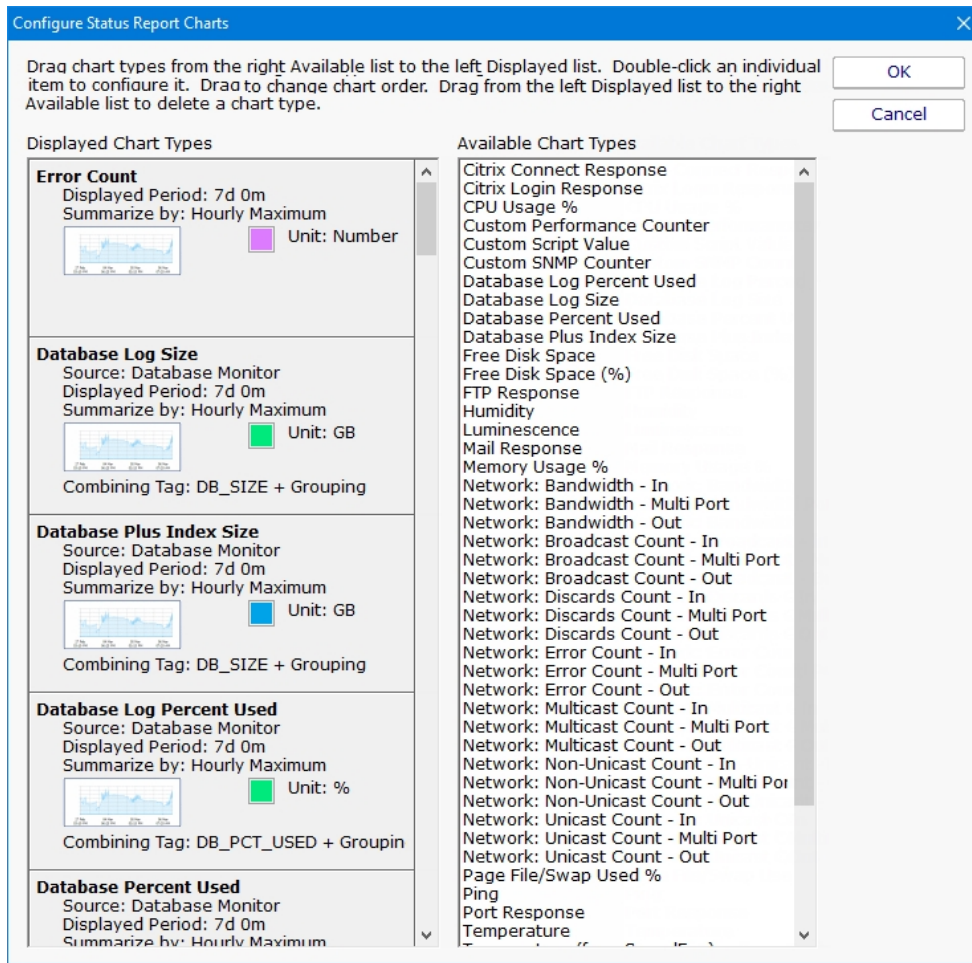 Configure Status Report Charts
Drag chart types from the right Available list to the left Displayed list. Double-click an individual
item to configure it. Drag to change chart order. Drag from the left Displayed list to the right
Available list to delete a chart type.
OK
Cancel
Displayed Chart Types
Error Count
Displayed Period: 7d 0m
Summarize by: Hourly Maximum
Unit: Number
Database Log Size
Source: Database Monitor
Displayed Period: 7d 0m
Summarize by: Hourly Maximum
Unit: GB
Combining Tag: DB_SIZE + Grouping
Database Plus Index Size
Source: Database Monitor
Displayed Period: 7d 0m
Summarize by: Hourly Maximum
Unit: GB
Combining Tag: DB_SIZE + Grouping
Database Log Percent Used
Source: Database Monitor
Displayed Period: 7d 0m
Summarize by: Hourly Maximum
Unit: %
Combining Tag: DB_PCT_USED + Groupin
Database Percent Used
Source: Database Monitor
Displayed Period: 7d 0m
Summarize by: Hourly Maximum
Available Chart Types
Citrix Connect Response
Citrix Login Response
CPU Usage %
Custom Performance Counter
Custom Script Value
Custom SNMP Counter
Database Log Percent Used
Database Log Size
Database Percent Used
Database Plus Index Size
Free Disk Space
Free Disk Space (%)
FTP Response
Humidity
Luminescence
Mail Response
Memory Usage %
Network: Bandwidth - In
Network: Bandwidth - Multi Port
Network: Bandwidth - Out
Network: Broadcast Count - In
Network: Broadcast Count - Multi Port
Network: Broadcast Count - Out
Network: Discards Count - In
Network: Discards Count - Multi Port
Network: Discards Count - Out
Network: Error Count - In
Network: Error Count - Multi Port
Network: Error Count - Out
Network: Multicast Count - In
Network: Multicast Count - Multi Port
Network: Multicast Count - Out
Network: Non-Unicast Count - In
Network: Non-Unicast Count - Multi Por
Network: Non-Unicast Count - Out
Network: Unicast Count - In
Network: Unicast Count - Multi Port
Network: Unicast Count - Out
Page File/Swap Used %
Ping
Port Response
Temperature